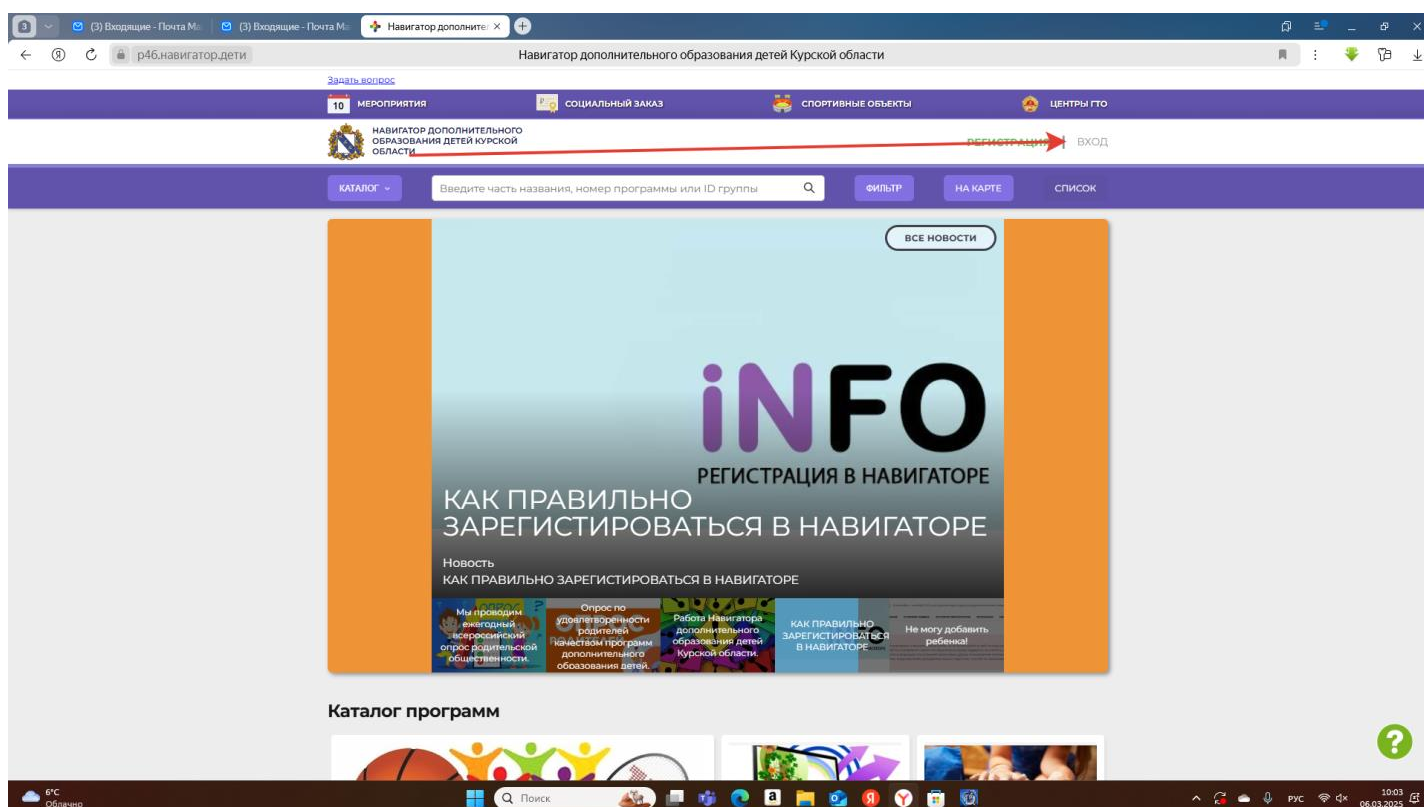 3
(3) Входящие - Почта Ма
(3) Входящие - Почта Ма
Навигатор дополнител
р46.навигатор.дети
Навигатор дополнительного образования детей Курской области
Задать вопрос
10 МЕРОПРИЯТИЯ
СОЦИАЛЬНЫЙ ЗАКАЗ
СПОРТИВНЫЕ ОБЪЕКТЫ
ЦЕНТРЫ ГТО
НАВИГАТОР ДОПОЛНИТЕЛЬНОГО
ОБРАЗОВАНИЯ ДЕТЕЙ КУРСКОЙ
ОБЛАСТИ
РЕГИСТРАЦИЯ | ВХОД
КАТАЛОГ
Введите часть названия, номер программы или ID группы
ФИЛЬТР
НА КАРТЕ
СПИСОК
ВСЕ НОВОСТИ
iNFO
РЕГИСТРАЦИЯ В НАВИГАТОРЕ
КАК ПРАВИЛЬНО
ЗАРЕГИСТИРОВАТЬСЯ В НАВИГАТОРЕ
Новость
КАК ПРАВИЛЬНО ЗАРЕГИСТИРОВАТЬСЯ В НАВИГАТОРЕ
Мы проводим
ежегодный
всероссийский
опрос родительской
общественности.
Опрос по
удовлетворенности
родителей
качеством программ
дополнительного
образования детей.
Работа Навигатора
дополнительного
образования детей
Курской области.
КАК ПРАВИЛЬНО
ЗАРЕГИСТИРОВАТЬСЯ
В НАВИГАТОРЕ
Не могу добавить
ребенка!
Каталог программ
?
6°C
Облачно
Поиск
РУС
10:03
06.03.2025